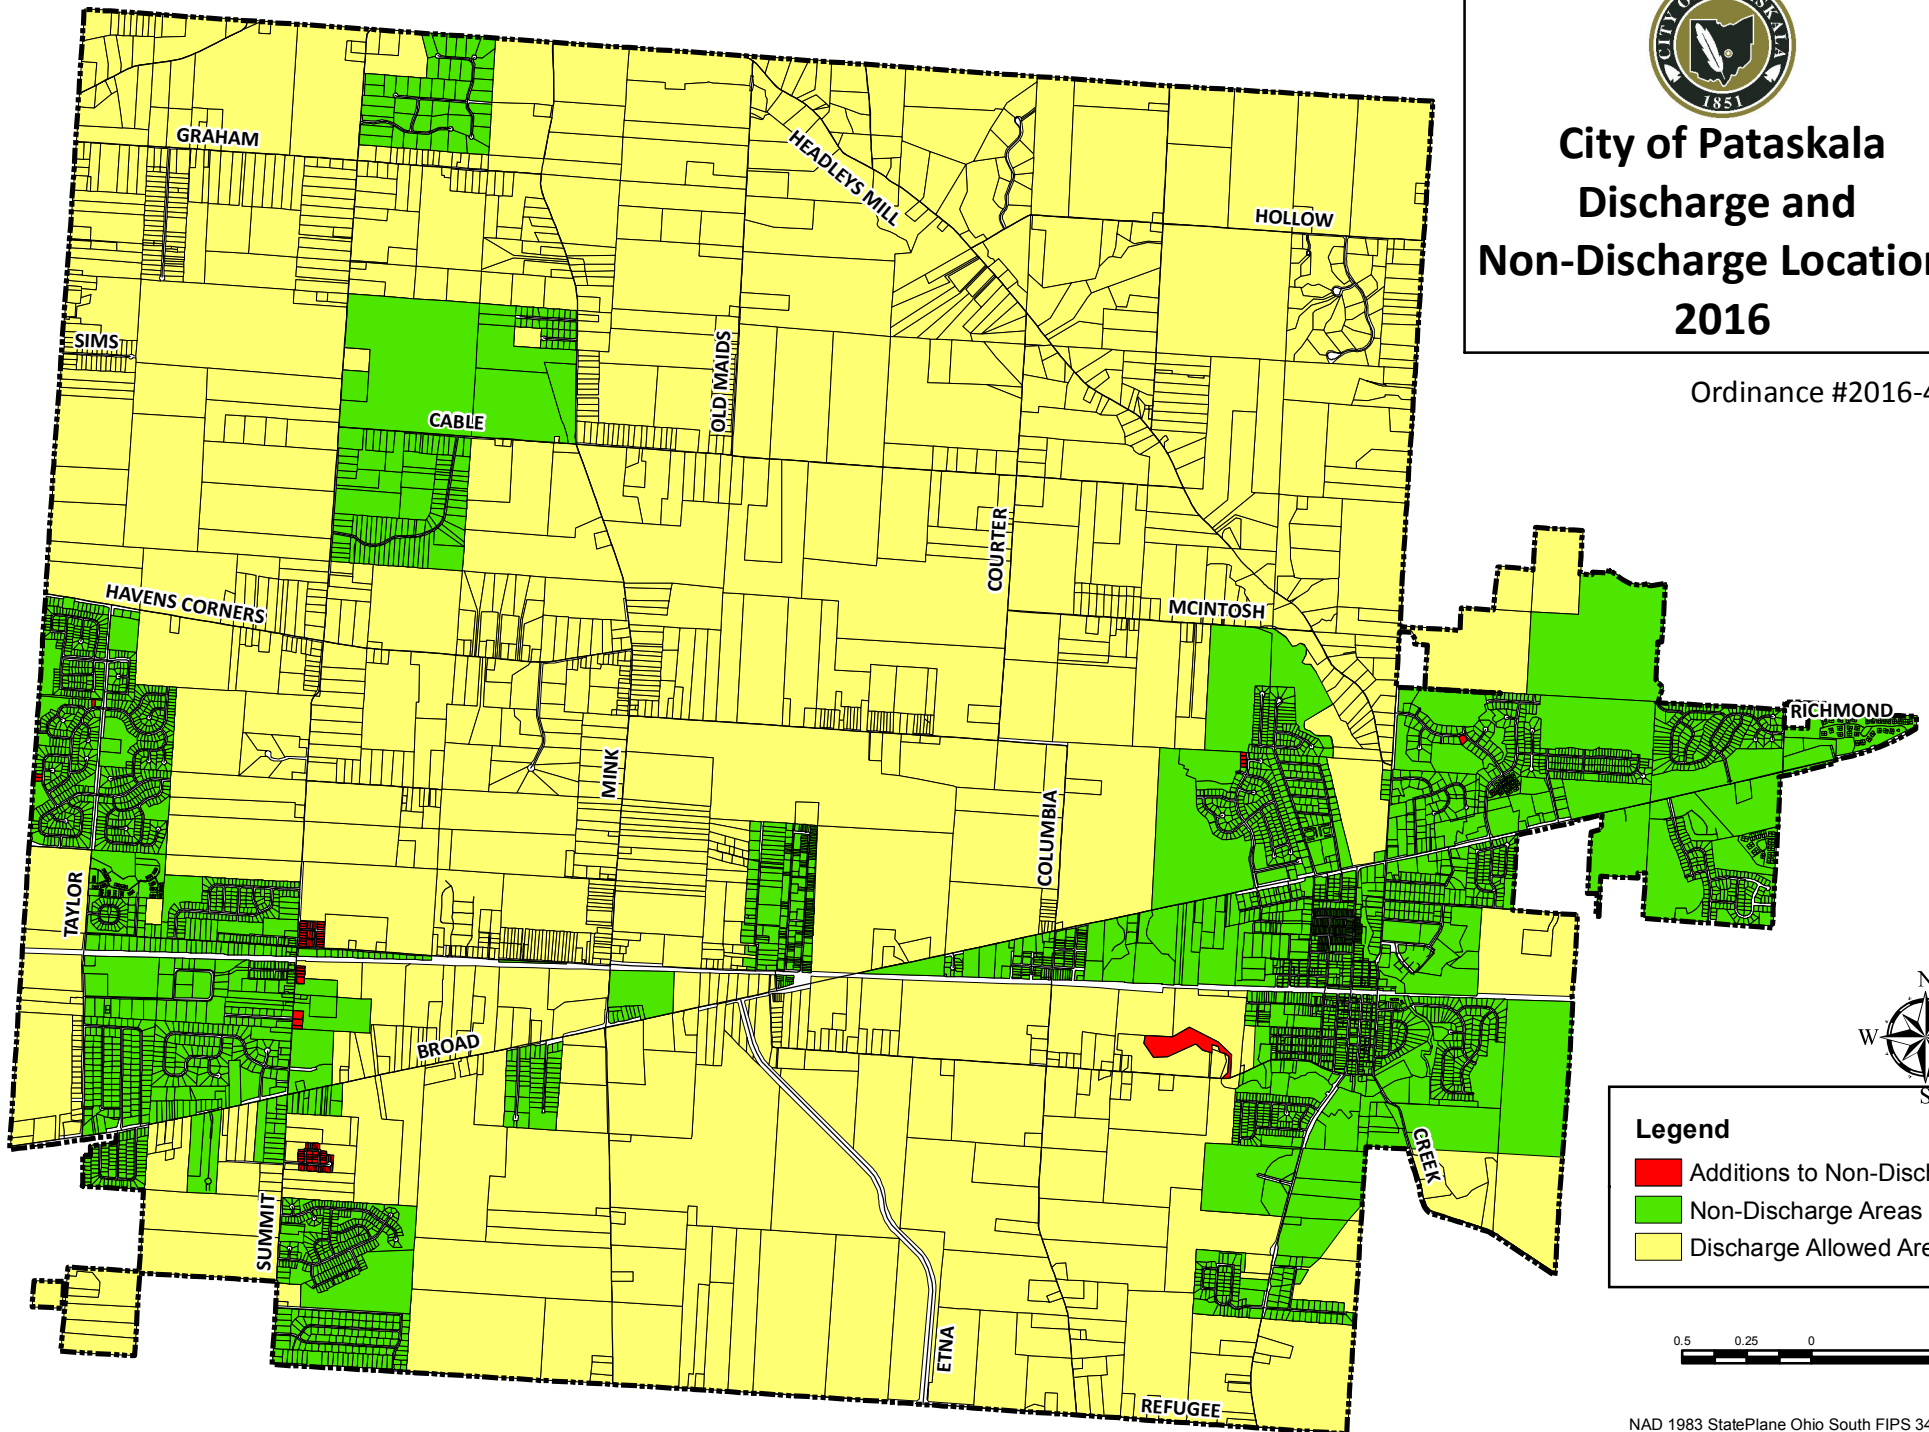 1851
City of Pataskala
Discharge and
Non-Discharge Location
2016
Ordinance #2016-4
GRAHAM
HEADLEYS MILL
HOLLOW
SIMS
OLD MAIDS
CABLE
COURTER
HAVENS CORNERS
MCINTOSH
RICHMOND
MINK
COLUMBIA
TAYLOR
BROAD
CREEK
SUMMIT
ETNA
REFUGEE
N
W
S
Legend
Additions to Non-Disch
Non-Discharge Areas
Discharge Allowed Are
0.5 0.25 0
NAD 1983 StatePlane Ohio South FIPS 34